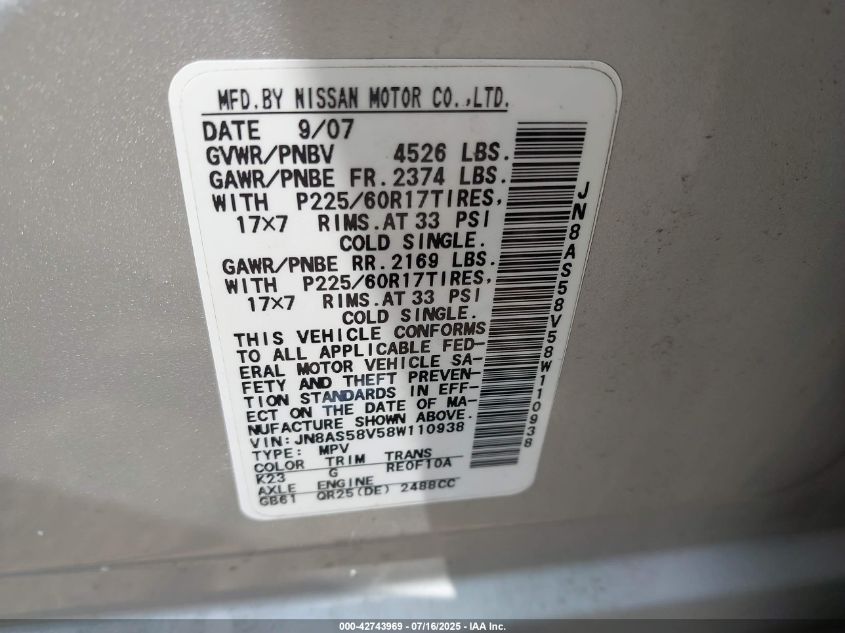 MFD.BY NISSAN MOTOR CO.,LTD.
DATE 9/07
GVWR/PNBV 4526 LBS.
GAWR/PNBE FR.2374 LBS.
WITH P225/60R17TIRES,
17×7 RIMS.AT 33 PSI
COLD SINGLE.
GAWR/PNBE RR.2169 LBS.
WITH P225/60R17TIRES,
17×7 RIMS.AT 33 PSI
COLD SINGLE.
THIS VEHICLE CONFORMS
TO ALL APPLICABLE FED-
ERAL MOTOR VEHICLE SA-
FETY AND THEFT PREVEN-
TION STANDARDS IN EFF-
ECT ON THE DATE OF MA-
NUFACTURE SHOWN ABOVE.
VIN:JN8AS58V58W110938
TYPE: MPV
COLOR TRIM TRANS
K23 G RE0F10A
AXLE ENGINE
GB61 QR25(DE) 2488CC
JN8AS58V58W110938
000-42743969 - 07/16/2025 - IAA Inc.